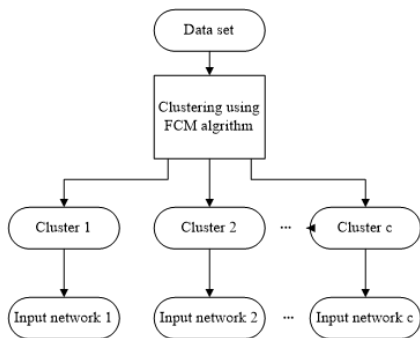 Data set
Clustering using
FCM algrithm
Cluster 1
Cluster 2
...
Cluster c
Input network 1
Input network 2
...
Input network c